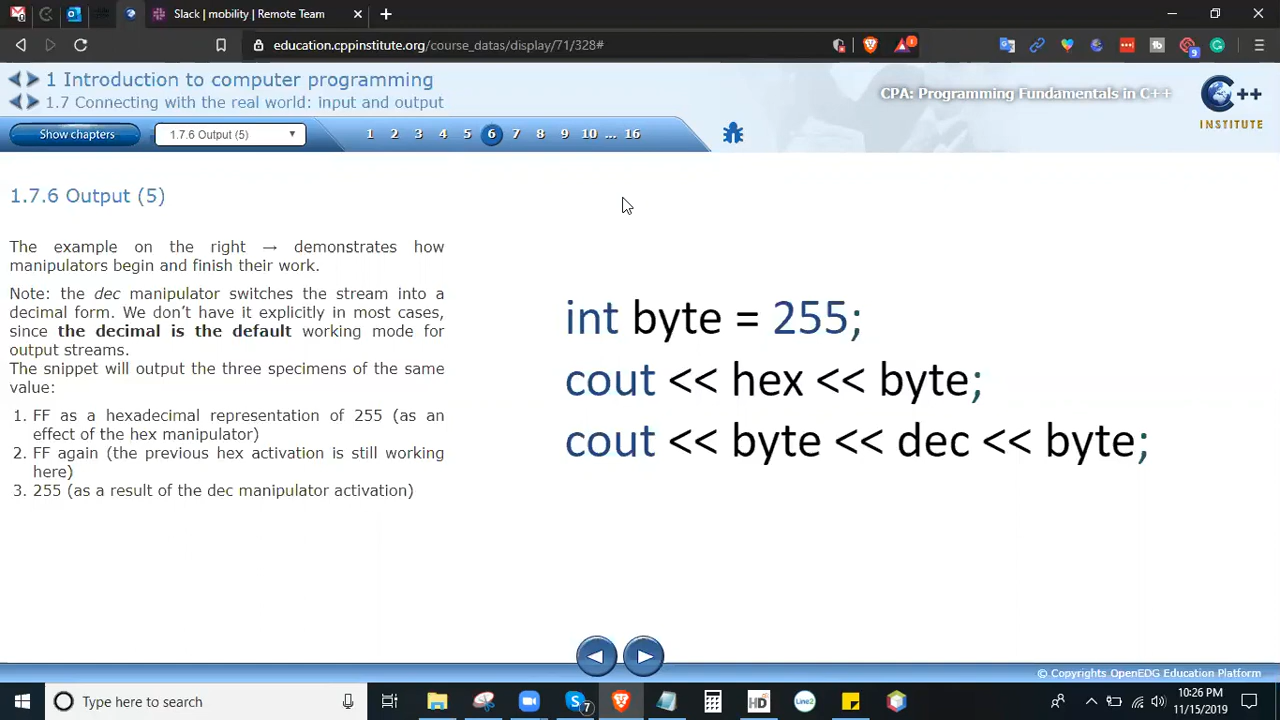 Slack | mobility | Remote Team
education.cppinstitute.org/course_datas/display/71/328#
9
1 Introduction to computer programming
1.7 Connecting with the real world: input and output
CPA: Programming Fundamentals in C++
++
INSTITUTE
Show chapters
1.7.6 Output (5)
1 2 3 4 5 6 7 8 9 10 ... 16
1.7.6 Output (5)
The example on the right → demonstrates how
manipulators begin and finish their work.
Note: the dec manipulator switches the stream into a
decimal form. We don't have it explicitly in most cases,
since the decimal is the default working mode for
output streams.
The snippet will output the three specimens of the same
value:
1. FF as a hexadecimal representation of 255 (as an
effect of the hex manipulator)
2. FF again (the previous hex activation is still working
here)
3. 255 (as a result of the dec manipulator activation)
int byte = 255;
cout << hex << byte;
cout << byte << dec << byte;
© Copyrights OpenEDG Education Platform
Type here to search
7
HD
Line2
10:26 PM
11/15/2019